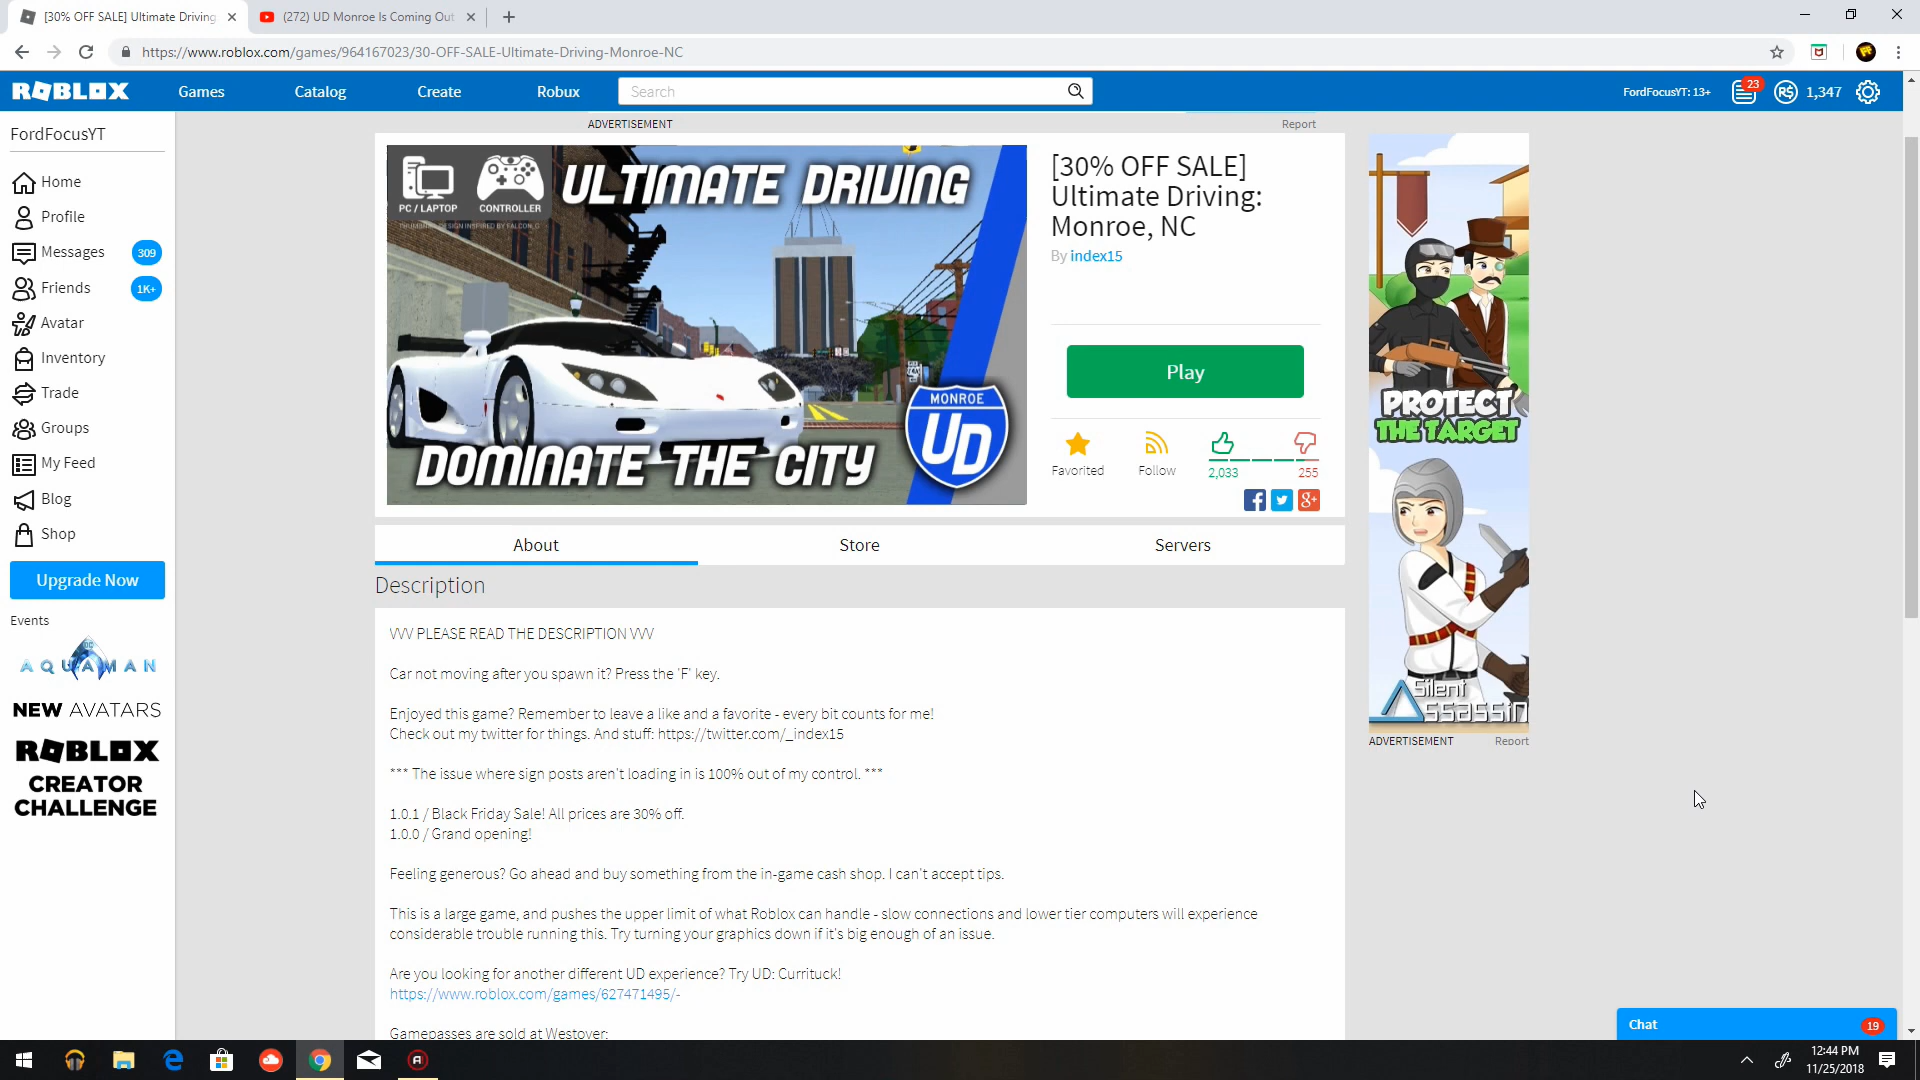 [30% OFF SALE] Ultimate Driving
(272) UD Monroe Is Coming Out
https://www.roblox.com/games/964167023/30-OFF-SALE-Ultimate-Driving-Monroe-NC
ROBLOX
Games
Catalog
Create
Robux
Search
FordFocusYT: 13+
23
R$
1,347
FordFocusYT
Home
Profile
Messages
309
Friends
1K+
Avatar
Inventory
Trade
Groups
My Feed
Blog
Shop
Upgrade Now
Events
DC
AQUAMAN
NEW AVATARS
ROBLOX
CREATOR
CHALLENGE
ADVERTISEMENT
Report
PC / LAPTOP
CONTROLLER
ULTIMATE DRIVING
THUMBNAIL DESIGN INSPIRED BY FALCON_G
MONROE
UD
DOMINATE THE CITY
[30% OFF SALE]
Ultimate Driving:
Monroe, NC
By index15
Play
Favorited
Follow
2,033
255
About
Store
Servers
Description
\/\/\/ PLEASE READ THE DESCRIPTION \/\/\/
Car not moving after you spawn it? Press the 'F' key.
Enjoyed this game? Remember to leave a like and a favorite - every bit counts for me!
Check out my twitter for things. And stuff: https://twitter.com/_index15
*** The issue where sign posts aren't loading in is 100% out of my control. ***
1.0.1 / Black Friday Sale! All prices are 30% off.
1.0.0 / Grand opening!
Feeling generous? Go ahead and buy something from the in-game cash shop. I can't accept tips.
This is a large game, and pushes the upper limit of what Roblox can handle - slow connections and lower tier computers will experience
considerable trouble running this. Try turning your graphics down if it's big enough of an issue.
Are you looking for another different UD experience? Try UD: Currituck!
https://www.roblox.com/games/627471495/-
Gamepasses are sold at Westover:
PROTECT
THE TARGET
Silent
Assassin
ADVERTISEMENT
Report
Chat
19
12:44 PM
11/25/2018